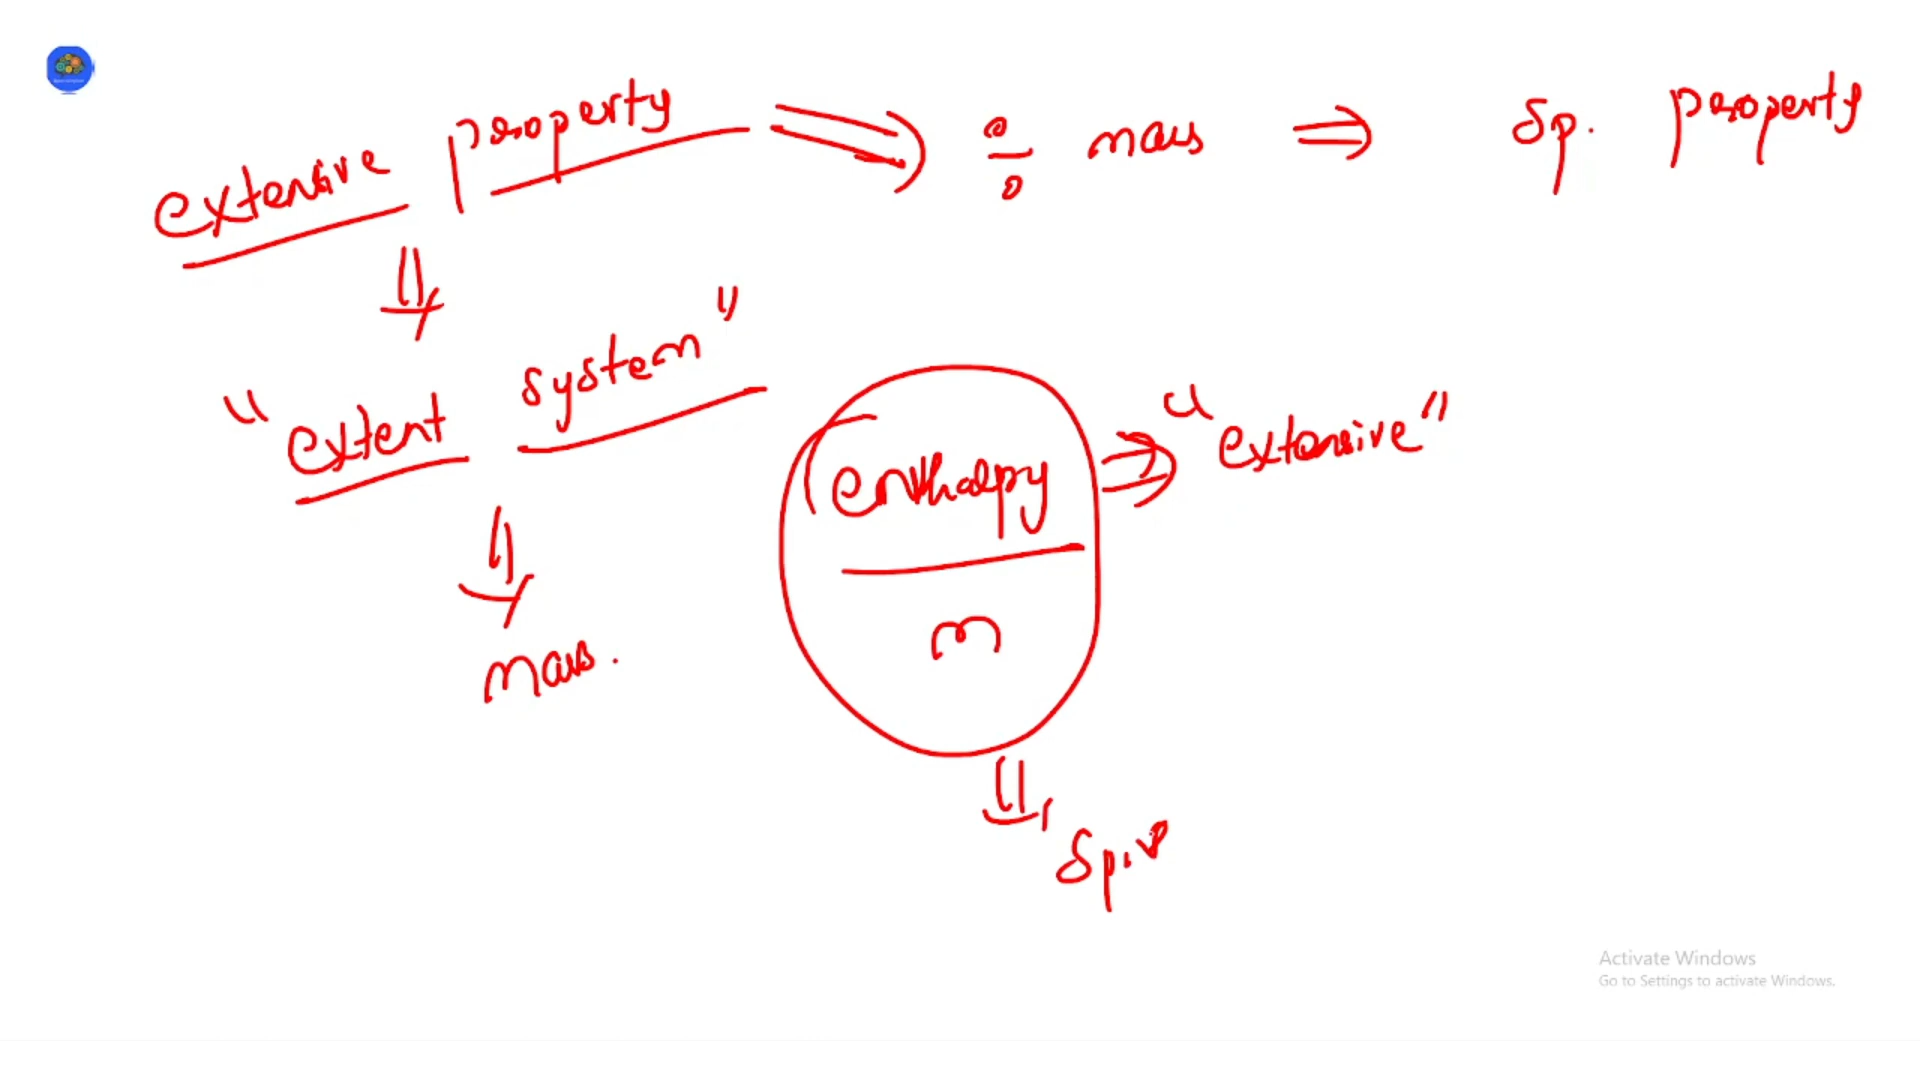 extensive property ⇒ ÷ mass ⇒ sp. property
"extent system"
mass.
enthalpy ⇒ "extensive"
m
sp.
Activate Windows
Go to Settings to activate Windows.